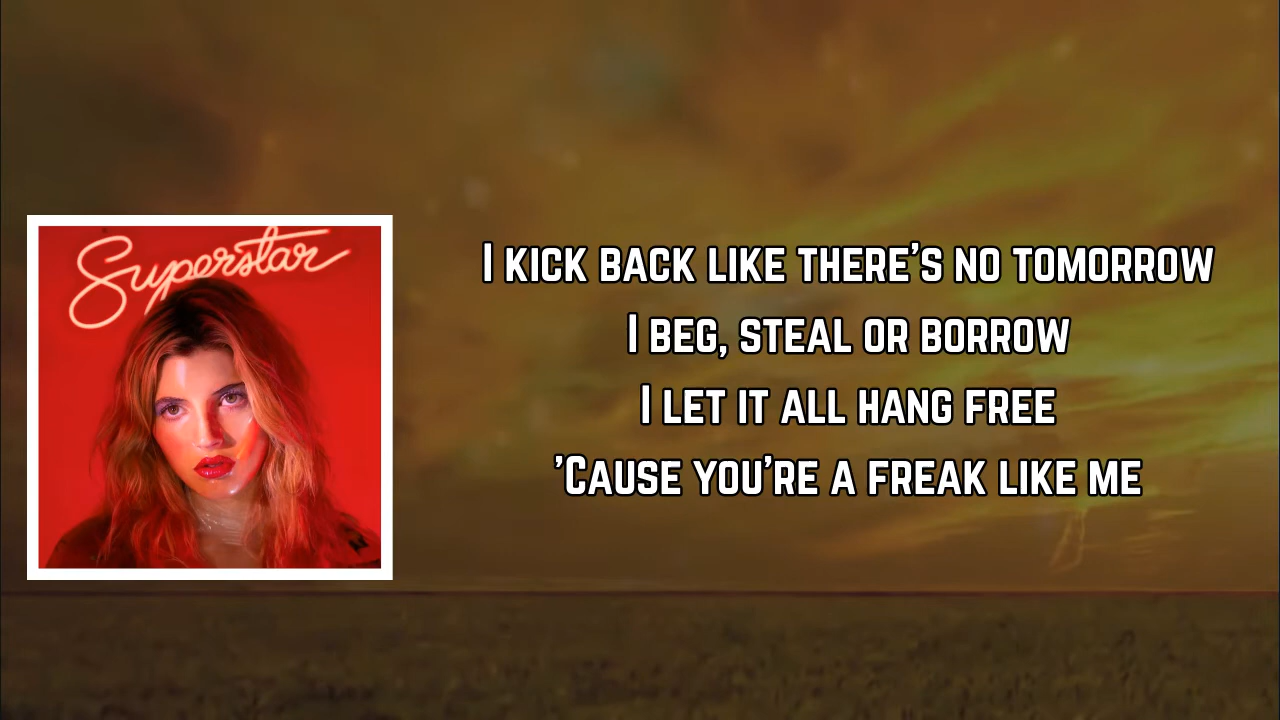 Superstar
I KICK BACK LIKE THERE'S NO TOMORROW
I BEG, STEAL OR BORROW
I LET IT ALL HANG FREE
'CAUSE YOU'RE A FREAK LIKE ME